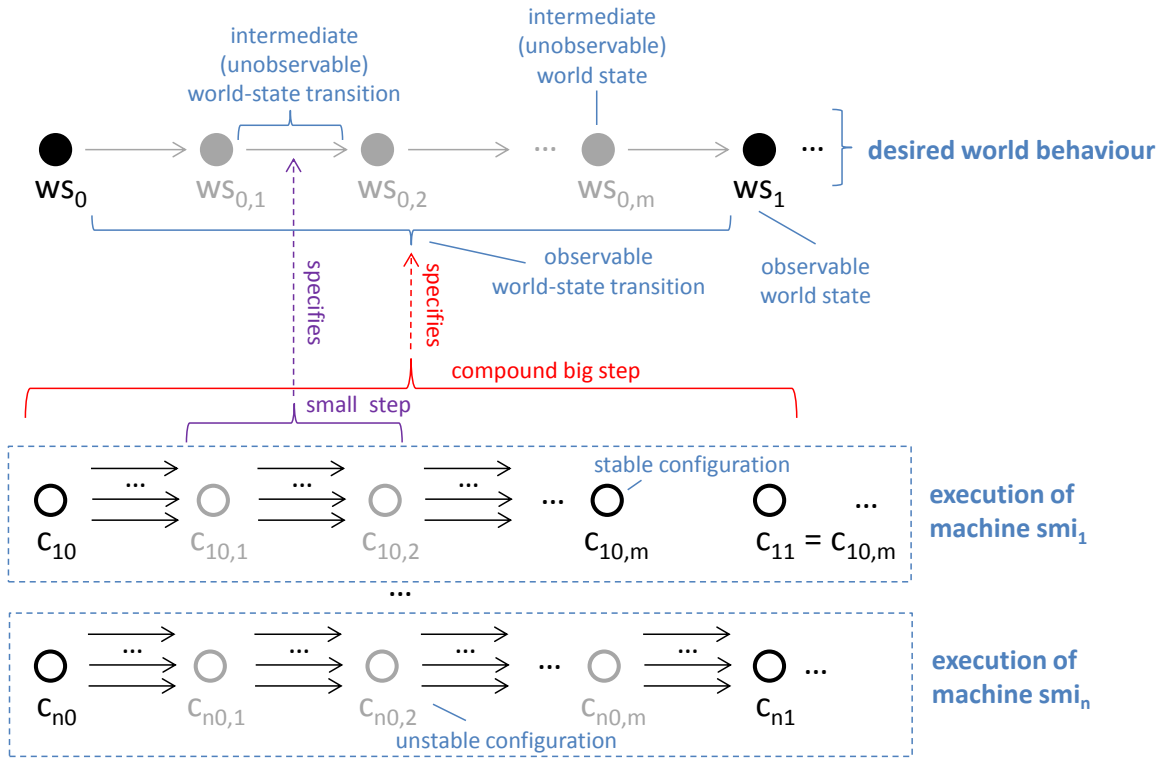 intermediate
(unobservable)
world-state transition
intermediate
(unobservable)
world state
... ...
desired world behaviour
ws0 ws0,1 ws0,2 ws0,m ws1
observable
world-state transition
observable
world state
specifies
specifies
compound big step
small step
stable configuration
... ... ... ... ...
c10 c10,1 c10,2 c10,m c11 = c10,m
execution of
machine smi1
...
... ... ... ... ... ...
cn0 cn0,1 cn0,2 cn0,m cn1
unstable configuration
execution of
machine smin